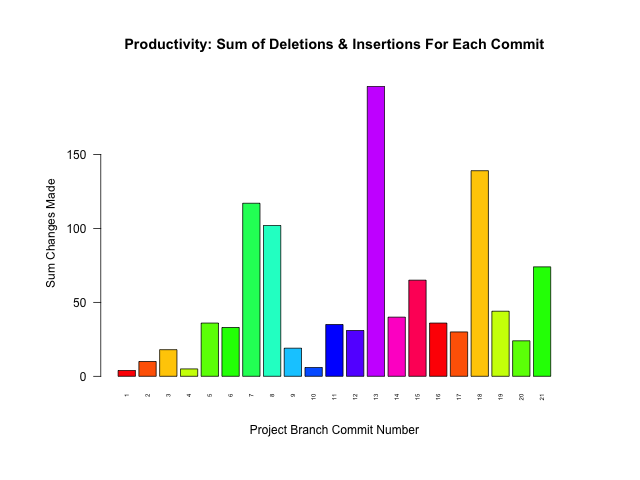 Productivity: Sum of Deletions & Insertions For Each Commit
Sum Changes Made
150
100
50
0
1 2 3 4 5 6 7 8 9 10 11 12 13 14 15 16 17 18 19 20 21
Project Branch Commit Number